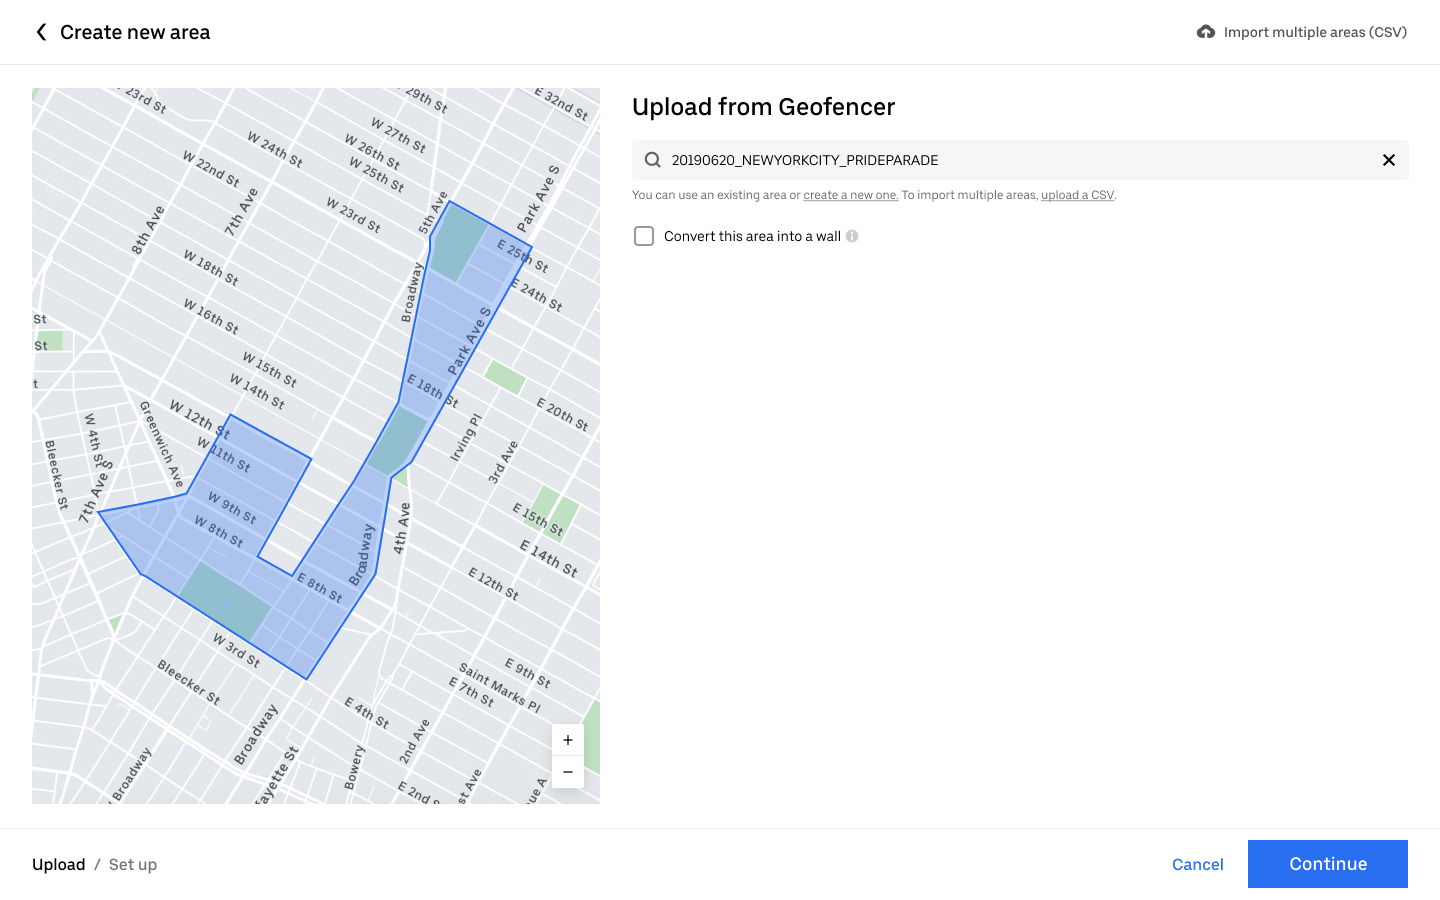 Create new area
Import multiple areas (CSV)
Upload from Geofencer
20190620_NEWYORKCITY_PRIDEPARADE
You can use an existing area or create a new one. To import multiple areas, upload a CSV.
Convert this area into a wall
23rd St
W 29th St
E 32nd St
W 27th St
W 24th St
W 26th St
W 25th St
W 22nd St
Park Ave S
7th Ave
8th Ave
W 23rd St
5th Ave
E 25th St
W 18th St
E 24th St
Broadway
W 16th St
St
Park Ave S
St
W 15th St
t
W 14th St
E 18th St
W 12th St
Greenwich Ave
E 20th St
W 4th St
Irving Pl
W 11th St
3rd Ave
Bleecker St
7th Ave S
W 9th St
E 15th St
W 8th St
4th Ave
Broadway
E 14th St
E 8th St
E 12th St
W 3rd St
E 9th St
Bleecker St
Saint Marks Pl
E 7th St
E 4th St
Broadway
2nd Ave
Bowery
Broadway
fayette St
E 2nd S
st Ave
ue A
+
−
Upload / Set up
Cancel
Continue